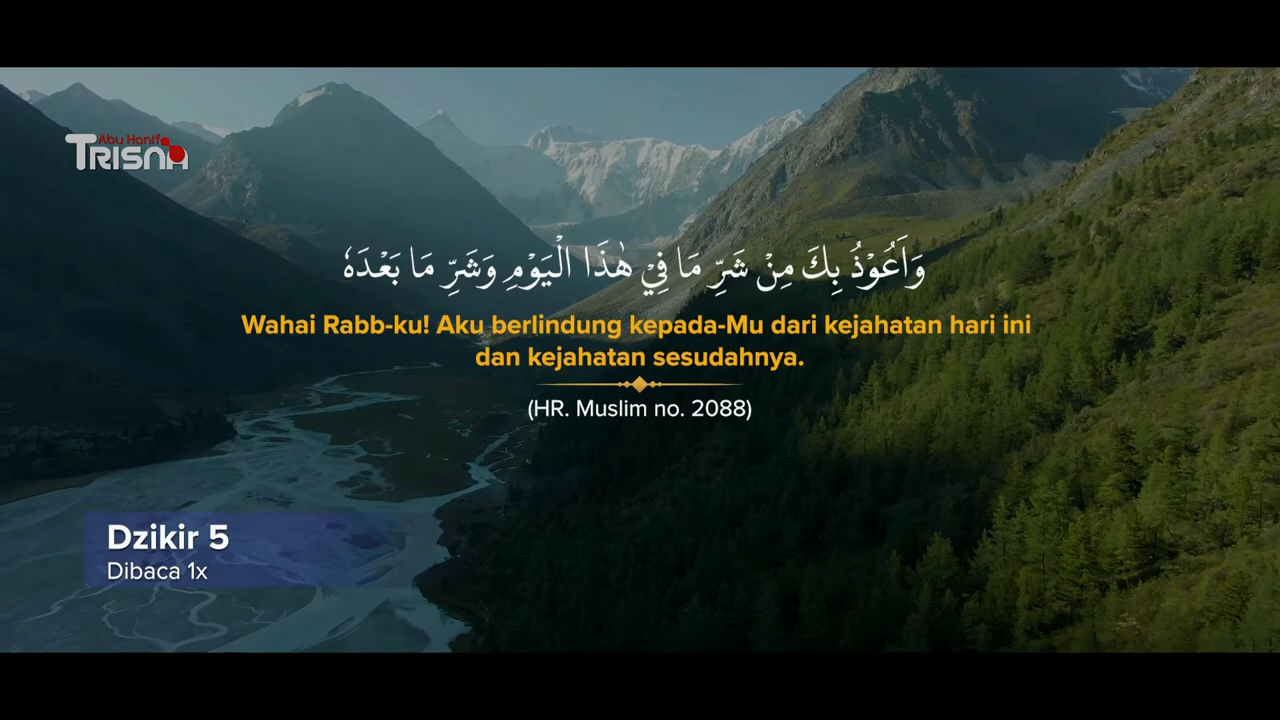 Abu Hanifa
TRISNA
وَاَعُوْذُ بِكَ مِنْ شَرِّ مَا فِيْ هٰذَا الْيَوْمِ وَشَرِّ مَا بَعْدَهٗ
Wahai Rabb-ku! Aku berlindung kepada-Mu dari kejahatan hari ini
dan kejahatan sesudahnya.
(HR. Muslim no. 2088)
Dzikir 5
Dibaca 1x